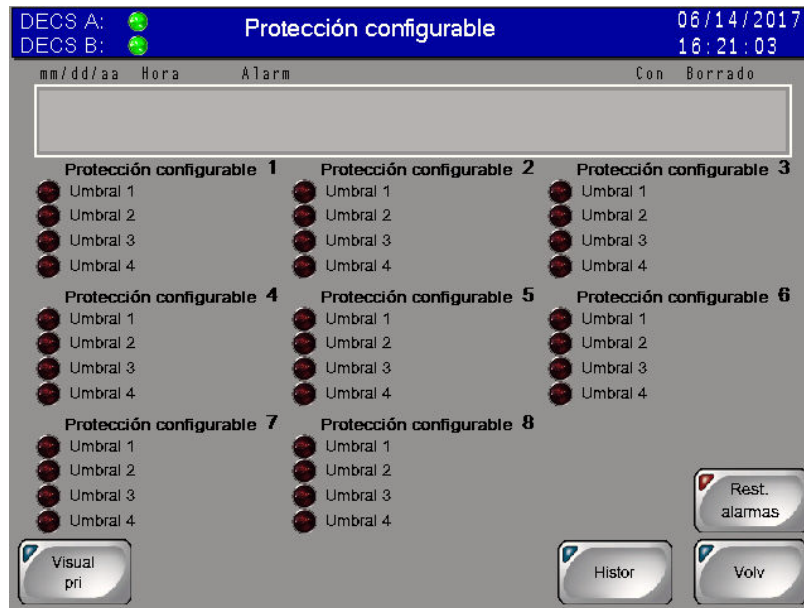 DECS A: Protección configurable 06/14/2017
DECS B: 16:21:03
mm/dd/aa Hora Alarm Con Borrado
Protección configurable 1 Protección configurable 2 Protección configurable 3
Umbral 1 Umbral 1 Umbral 1
Umbral 2 Umbral 2 Umbral 2
Umbral 3 Umbral 3 Umbral 3
Umbral 4 Umbral 4 Umbral 4
Protección configurable 4 Protección configurable 5 Protección configurable 6
Umbral 1 Umbral 1 Umbral 1
Umbral 2 Umbral 2 Umbral 2
Umbral 3 Umbral 3 Umbral 3
Umbral 4 Umbral 4 Umbral 4
Protección configurable 7 Protección configurable 8
Umbral 1 Umbral 1
Umbral 2 Umbral 2
Umbral 3 Umbral 3
Umbral 4 Umbral 4
Rest.
alarmas
Visual
pri
Histor
Volv